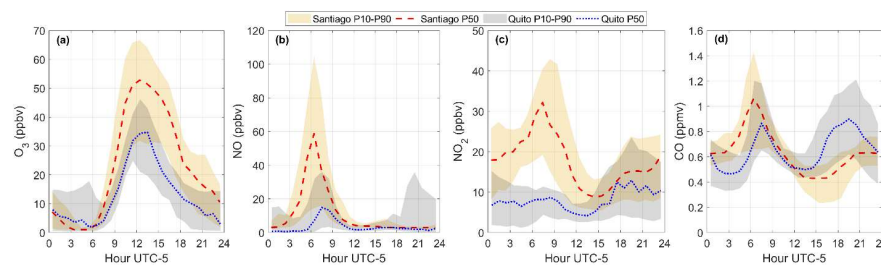 Santiago P10-P90 Santiago P50 Quito P10-P90 Quito P50
(a)
70
60
50
40
30
20
10
0
O3 (ppbv)
0 3 6 9 12 15 18 21 24
Hour UTC-5
(b)
120
100
80
60
40
20
0
NO (ppbv)
0 3 6 9 12 15 18 21 24
Hour UTC-5
(c)
50
40
30
20
10
0
NO2 (ppbv)
0 3 6 9 12 15 18 21 24
Hour UTC-5
(d)
1.6
1.4
1.2
1
0.8
0.6
0.4
0.2
0
CO (ppmv)
0 3 6 9 12 15 18 21 24
Hour UTC-5